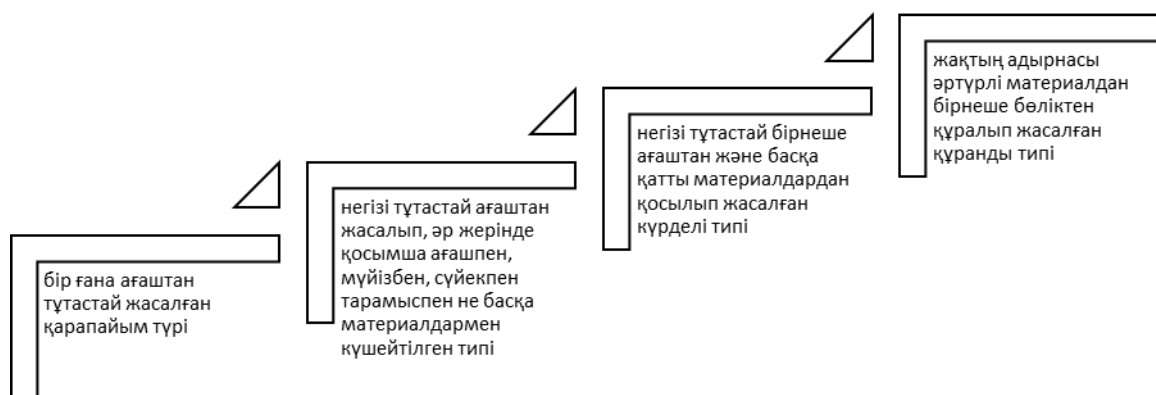 бір ғана ағаштан
тұтастай жасалған
қарапайым түрі
негізі тұтастай ағаштан
жасалып, әр жерінде
қосымша ағашпен,
мүйізбен, сүйекпен
тарамыспен не басқа
материалдармен
күшейтілген типі
негізі тұтастай бірнеше
ағаштан және басқа
қатты материалдардан
қосылып жасалған
күрделі типі
жақтың адырнасы
әртүрлі материалдан
бірнеше бөліктен
құралып жасалған
құранды типі